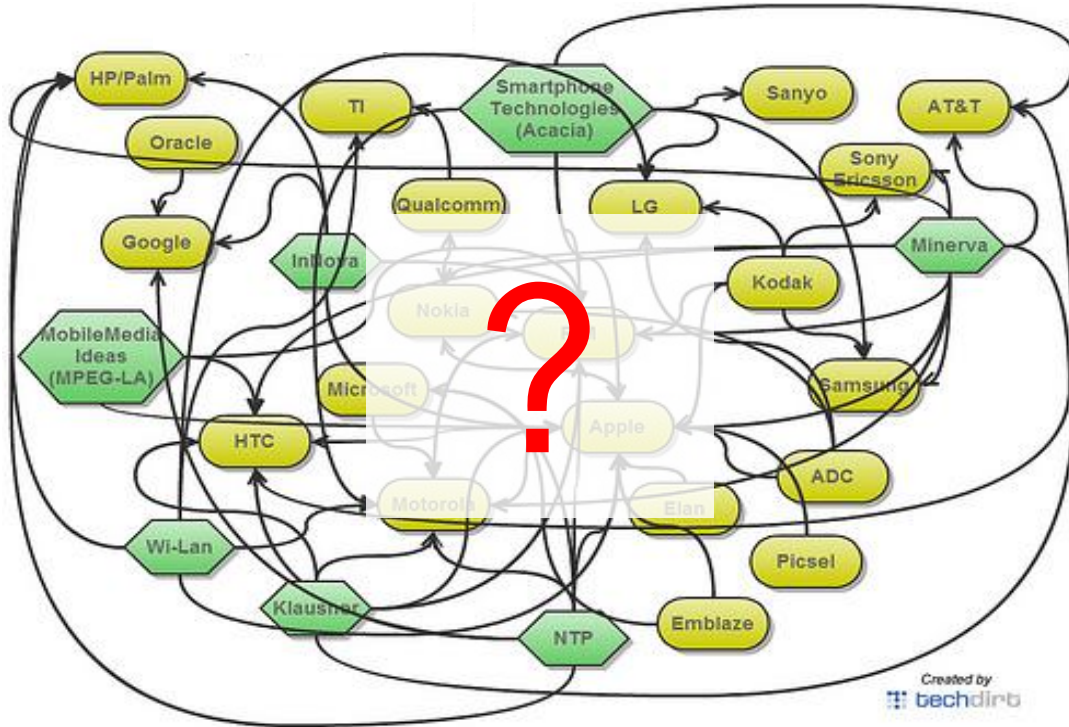 HP/Palm
TI
Smartphone
Technologies
(Acacia)
Sanyo
AT&T
Oracle
Sony
Ericsson
Qualcomm
LG
Google
InNova
Minerva
Kodak
Nokia
MobileMedia
Ideas
(MPEG-LA)
?
Microsoft
Samsung
HTC
Apple
ADC
Motorola
Elan
Wi-Lan
Picsel
Klausner
NTP
Emblaze
Created by
techdirt